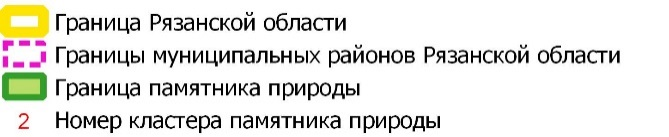 Граница Рязанской области
Границы муниципальных районов Рязанской области
Граница памятника природы
2 Номер кластера памятника природы